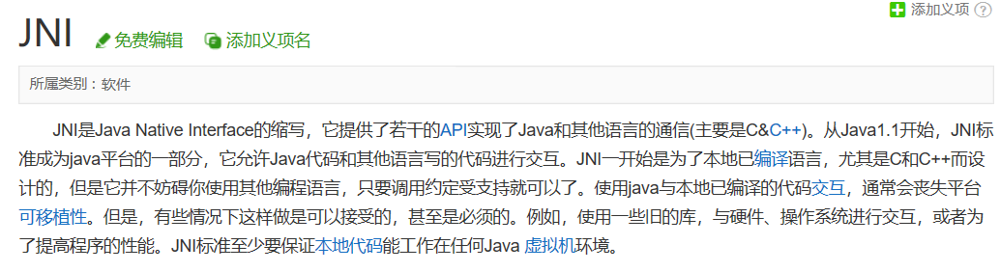 添加义项 ?
JNI 免费编辑 添加义项名
所属类别：软件
JNI是Java Native Interface的缩写，它提供了若干的API实现了Java和其他语言的通信(主要是C&C++)。从Java1.1开始，JNI标
准成为java平台的一部分，它允许Java代码和其他语言写的代码进行交互。JNI一开始是为了本地已编译语言，尤其是C和C++而设
计的，但是它并不妨碍你使用其他编程语言，只要调用约定受支持就可以了。使用java与本地已编译的代码交互，通常会丧失平台
可移植性。但是，有些情况下这样做是可以接受的，甚至是必须的。例如，使用一些旧的库，与硬件、操作系统进行交互，或者为
了提高程序的性能。JNI标准至少要保证本地代码能工作在任何Java 虚拟机环境。